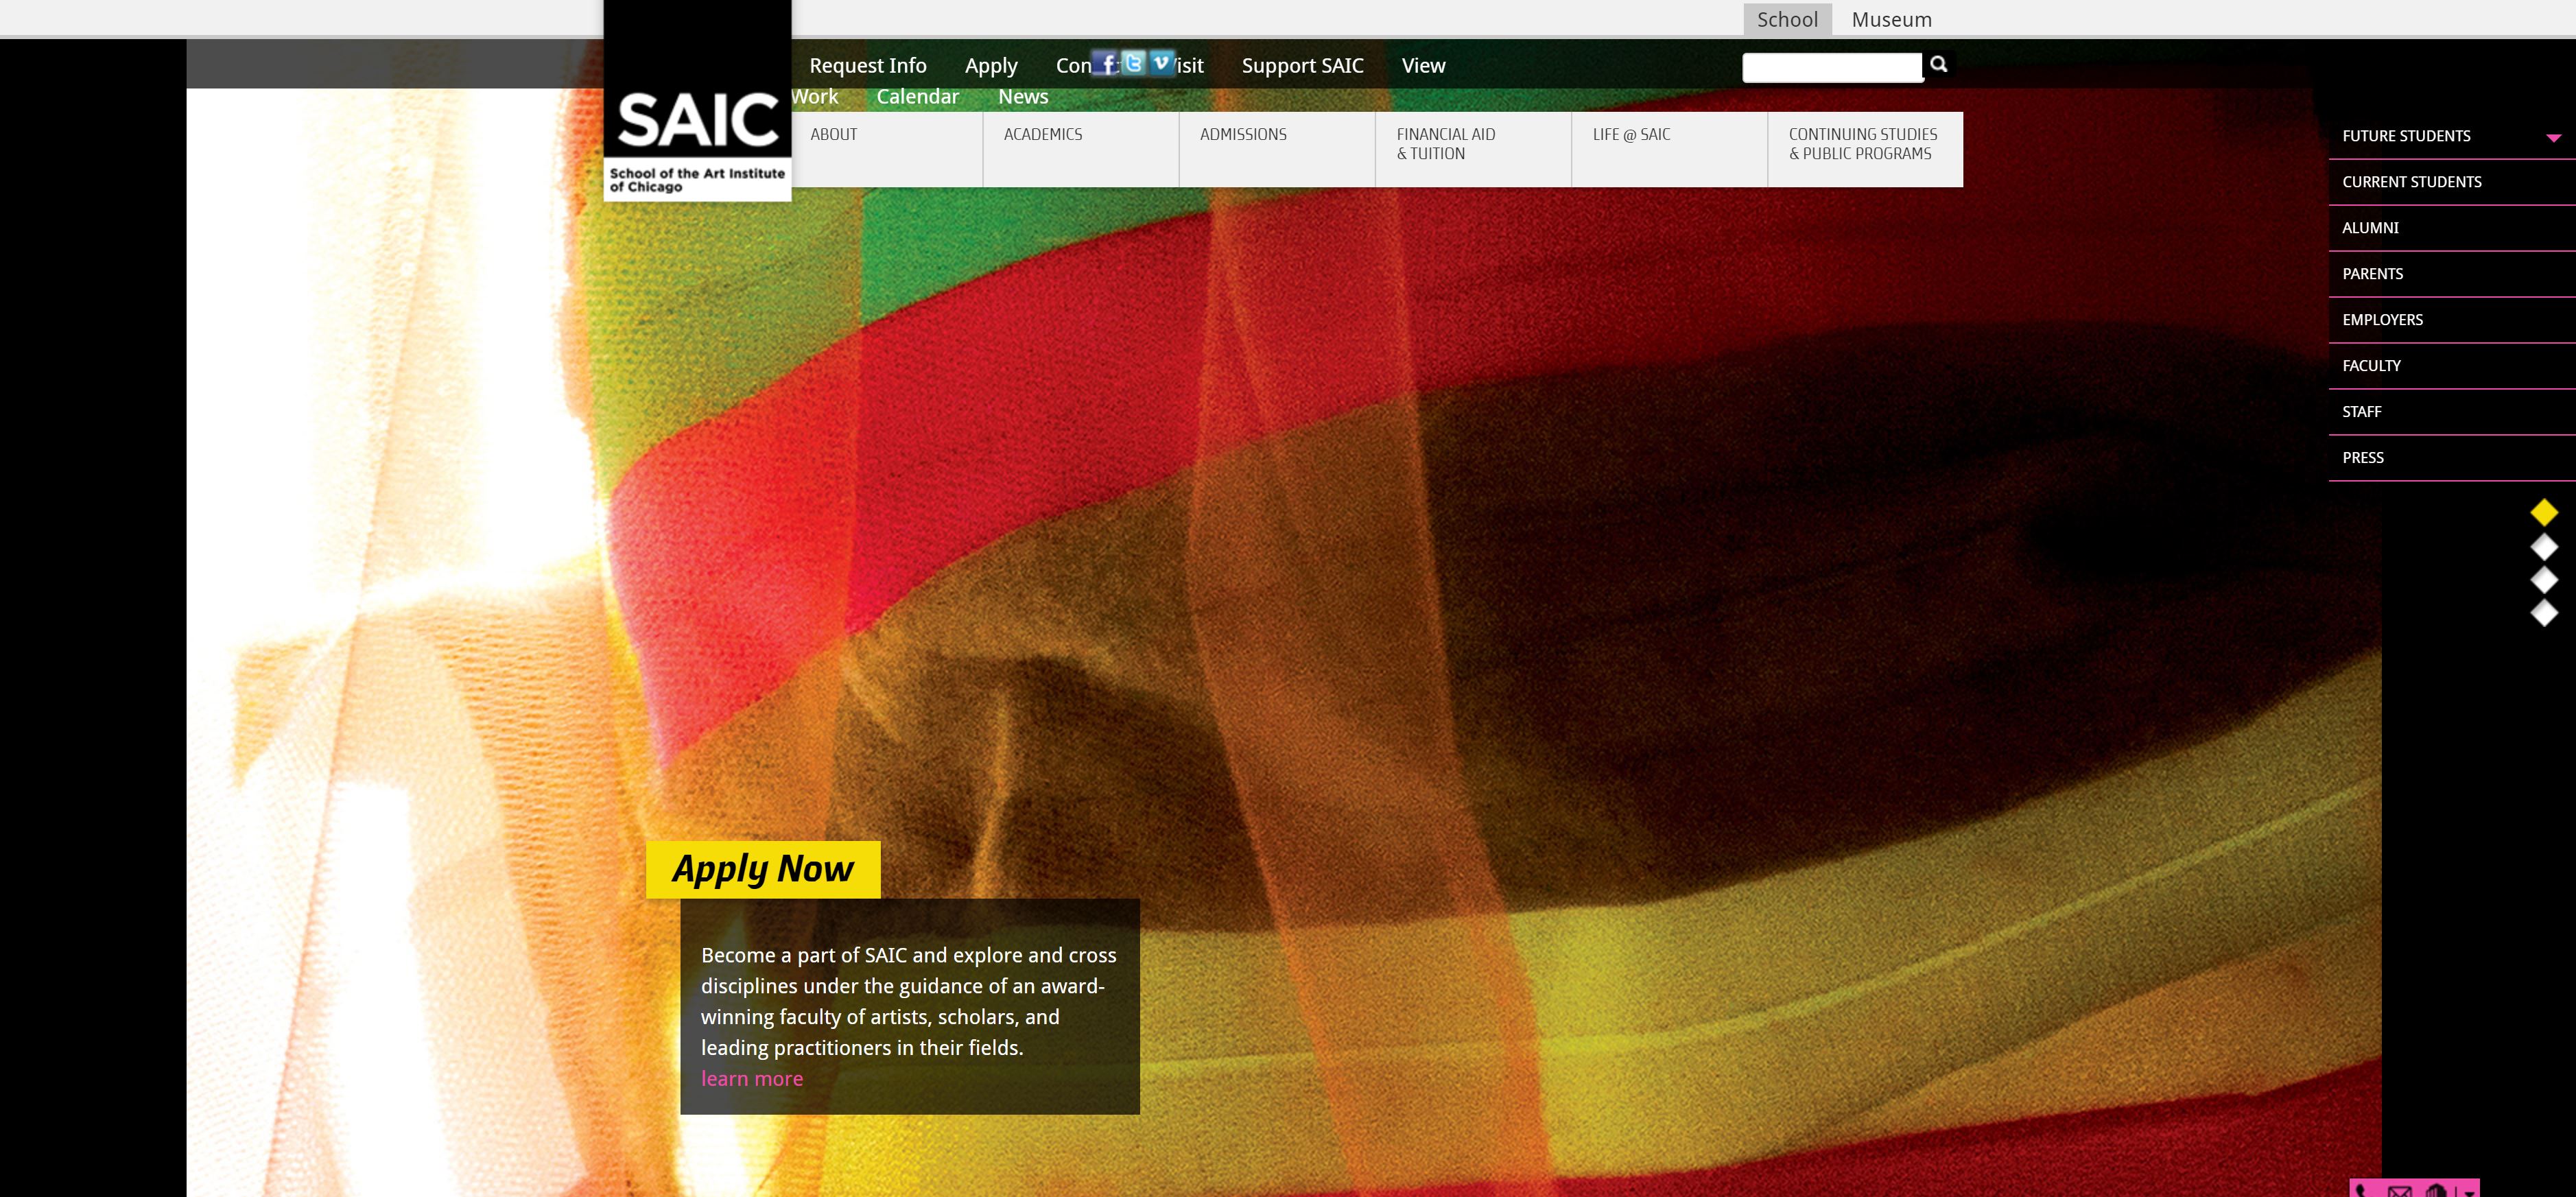 School Museum
Request Info Apply Con isit Support SAIC View
Work Calendar News
SAIC
School of the Art Institute
of Chicago
ABOUT
ACADEMICS
ADMISSIONS
FINANCIAL AID
& TUITION
LIFE @ SAIC
CONTINUING STUDIES
& PUBLIC PROGRAMS
FUTURE STUDENTS
CURRENT STUDENTS
ALUMNI
PARENTS
EMPLOYERS
FACULTY
STAFF
PRESS
Apply Now
Become a part of SAIC and explore and cross
disciplines under the guidance of an award-
winning faculty of artists, scholars, and
leading practitioners in their fields.
learn more